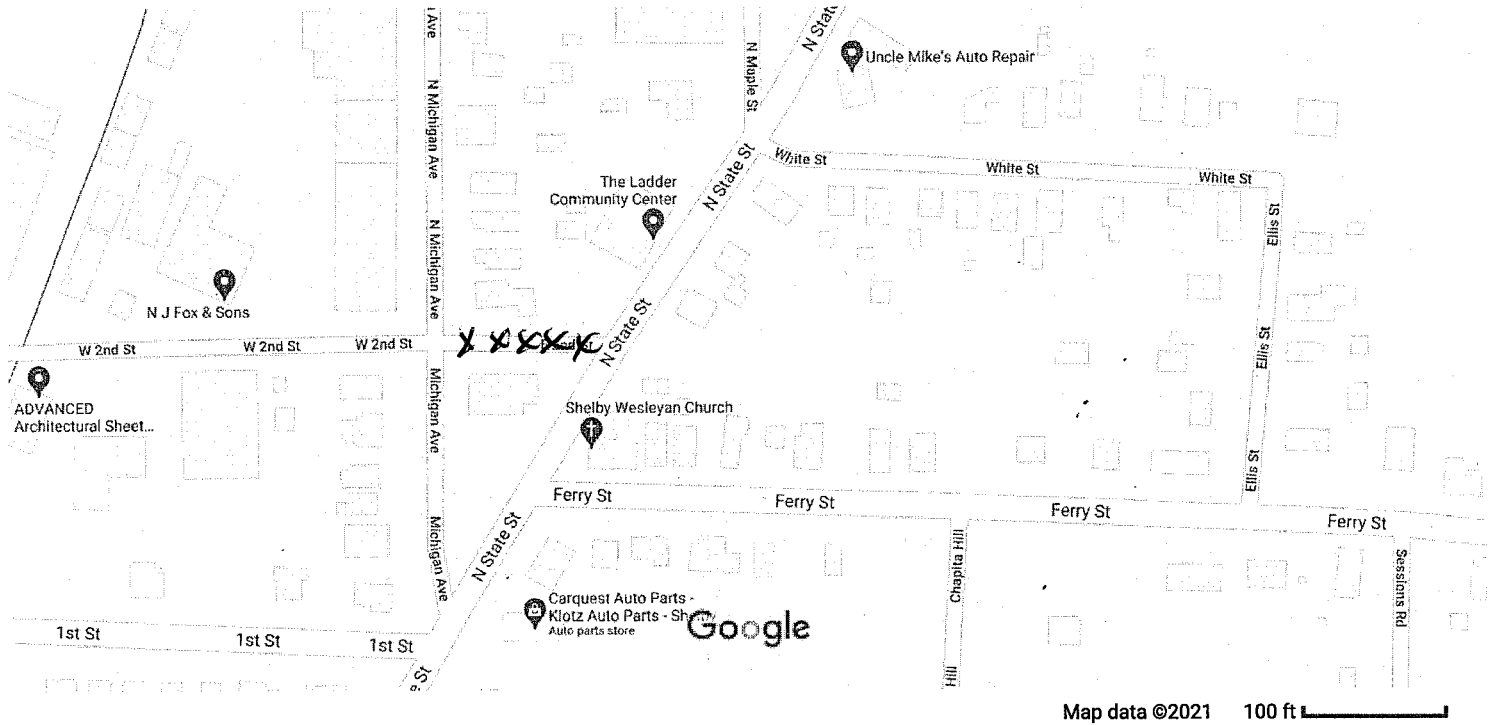 N State
n Ave
Uncle Mike's Auto Repair
N Maple St
N Michigan Ave
N Michigan Ave
N State St
White St
White St
White St
The Ladder
Community Center
Ellis St
N Michigan Ave
N J Fox & Sons
N State St
W 2nd St
W 2nd St
W 2nd St
X X X X X
Ellis St
ADVANCED
Architectural Sheet...
Michigan Ave
Shelby Wesleyan Church
Ellis St
Ferry St
Ferry St
Ferry St
Ferry St
Michigan Ave
N State St
Chapita Hill
Sessions Rd
Carquest Auto Parts -
Klotz Auto Parts - Sh
Auto parts store
Google
1st St
1st St
1st St
e St
Hill
Map data ©2021 100 ft